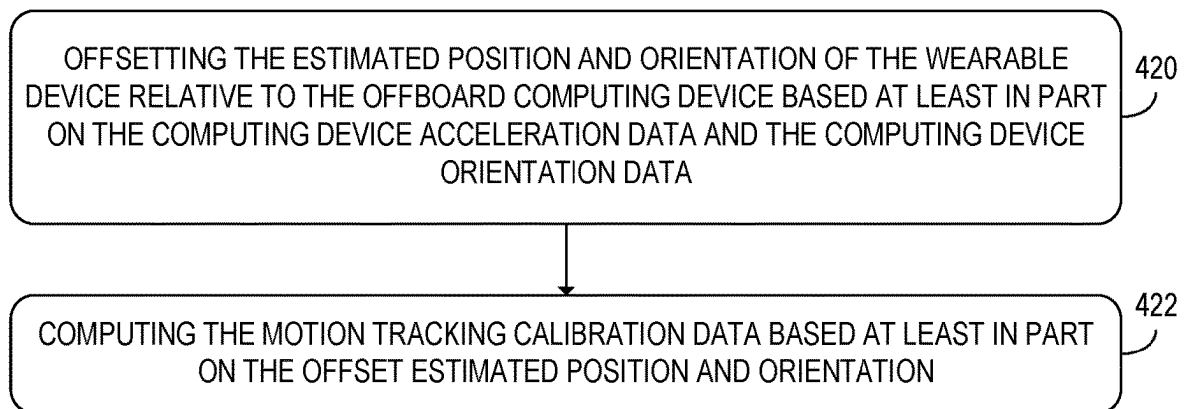 OFFSETTING THE ESTIMATED POSITION AND ORIENTATION OF THE WEARABLE
DEVICE RELATIVE TO THE OFFBOARD COMPUTING DEVICE BASED AT LEAST IN PART
ON THE COMPUTING DEVICE ACCELERATION DATA AND THE COMPUTING DEVICE
ORIENTATION DATA
420
COMPUTING THE MOTION TRACKING CALIBRATION DATA BASED AT LEAST IN PART
ON THE OFFSET ESTIMATED POSITION AND ORIENTATION
422